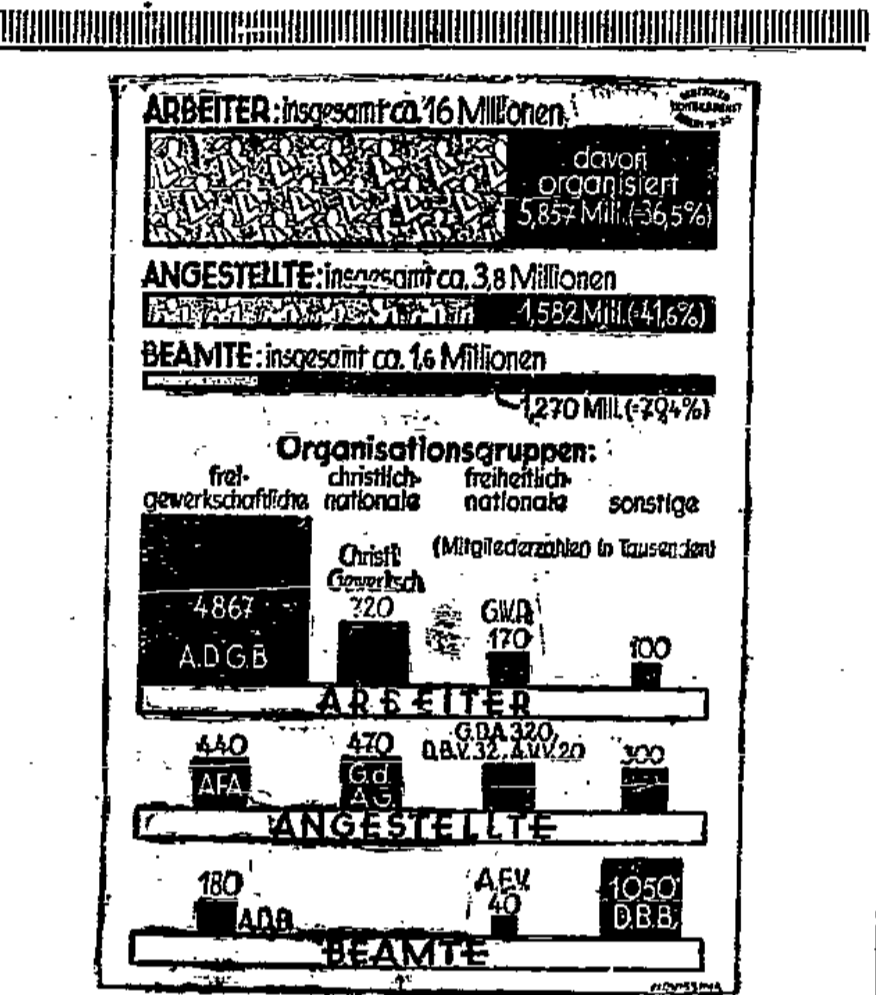 ARBEITER: insgesamt ca. 16 Millionen
davon
organisiert
5,857 Mill. (=36,5%)
ANGESTELLTE: insgesamt ca. 3,8 Millionen
1,582 Mill. (=41,6%)
BEAMTE: insgesamt ca. 1,6 Millionen
1,270 Mill. (=79,4%)
Organisationsgruppen:
frei- christlich- freiheitlich-
gewerkschaftliche nationale nationale sonstige
(Mitgliederzahlen in Tausenden)
Christl.
Gewerksch.
4867 720 170 100
A.D.G.B
ARBEITER
G.D.A. 320,
440 470 D.B.V. 32, A.V.V. 20 300
AFA G.d.
A.G.
ANGESTELLTE
180 A.E.V. 1050
A.D.B. 40 D.B.B.
BEAMTE